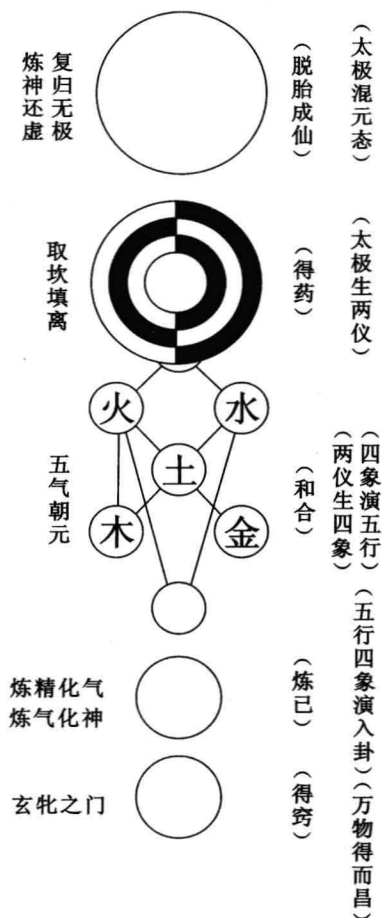 复归无极
炼神还虚
（脱胎成仙）
（太极混元态）
取坎填离
（得药）
（太极生两仪）
火
水
土
木
金
五气朝元
（和合）
（四象演五行）
（两仪生四象）
炼精化气
炼气化神
（炼已）
（五行四象演入卦）
玄牝之门
（得窍）
（万物得而昌）